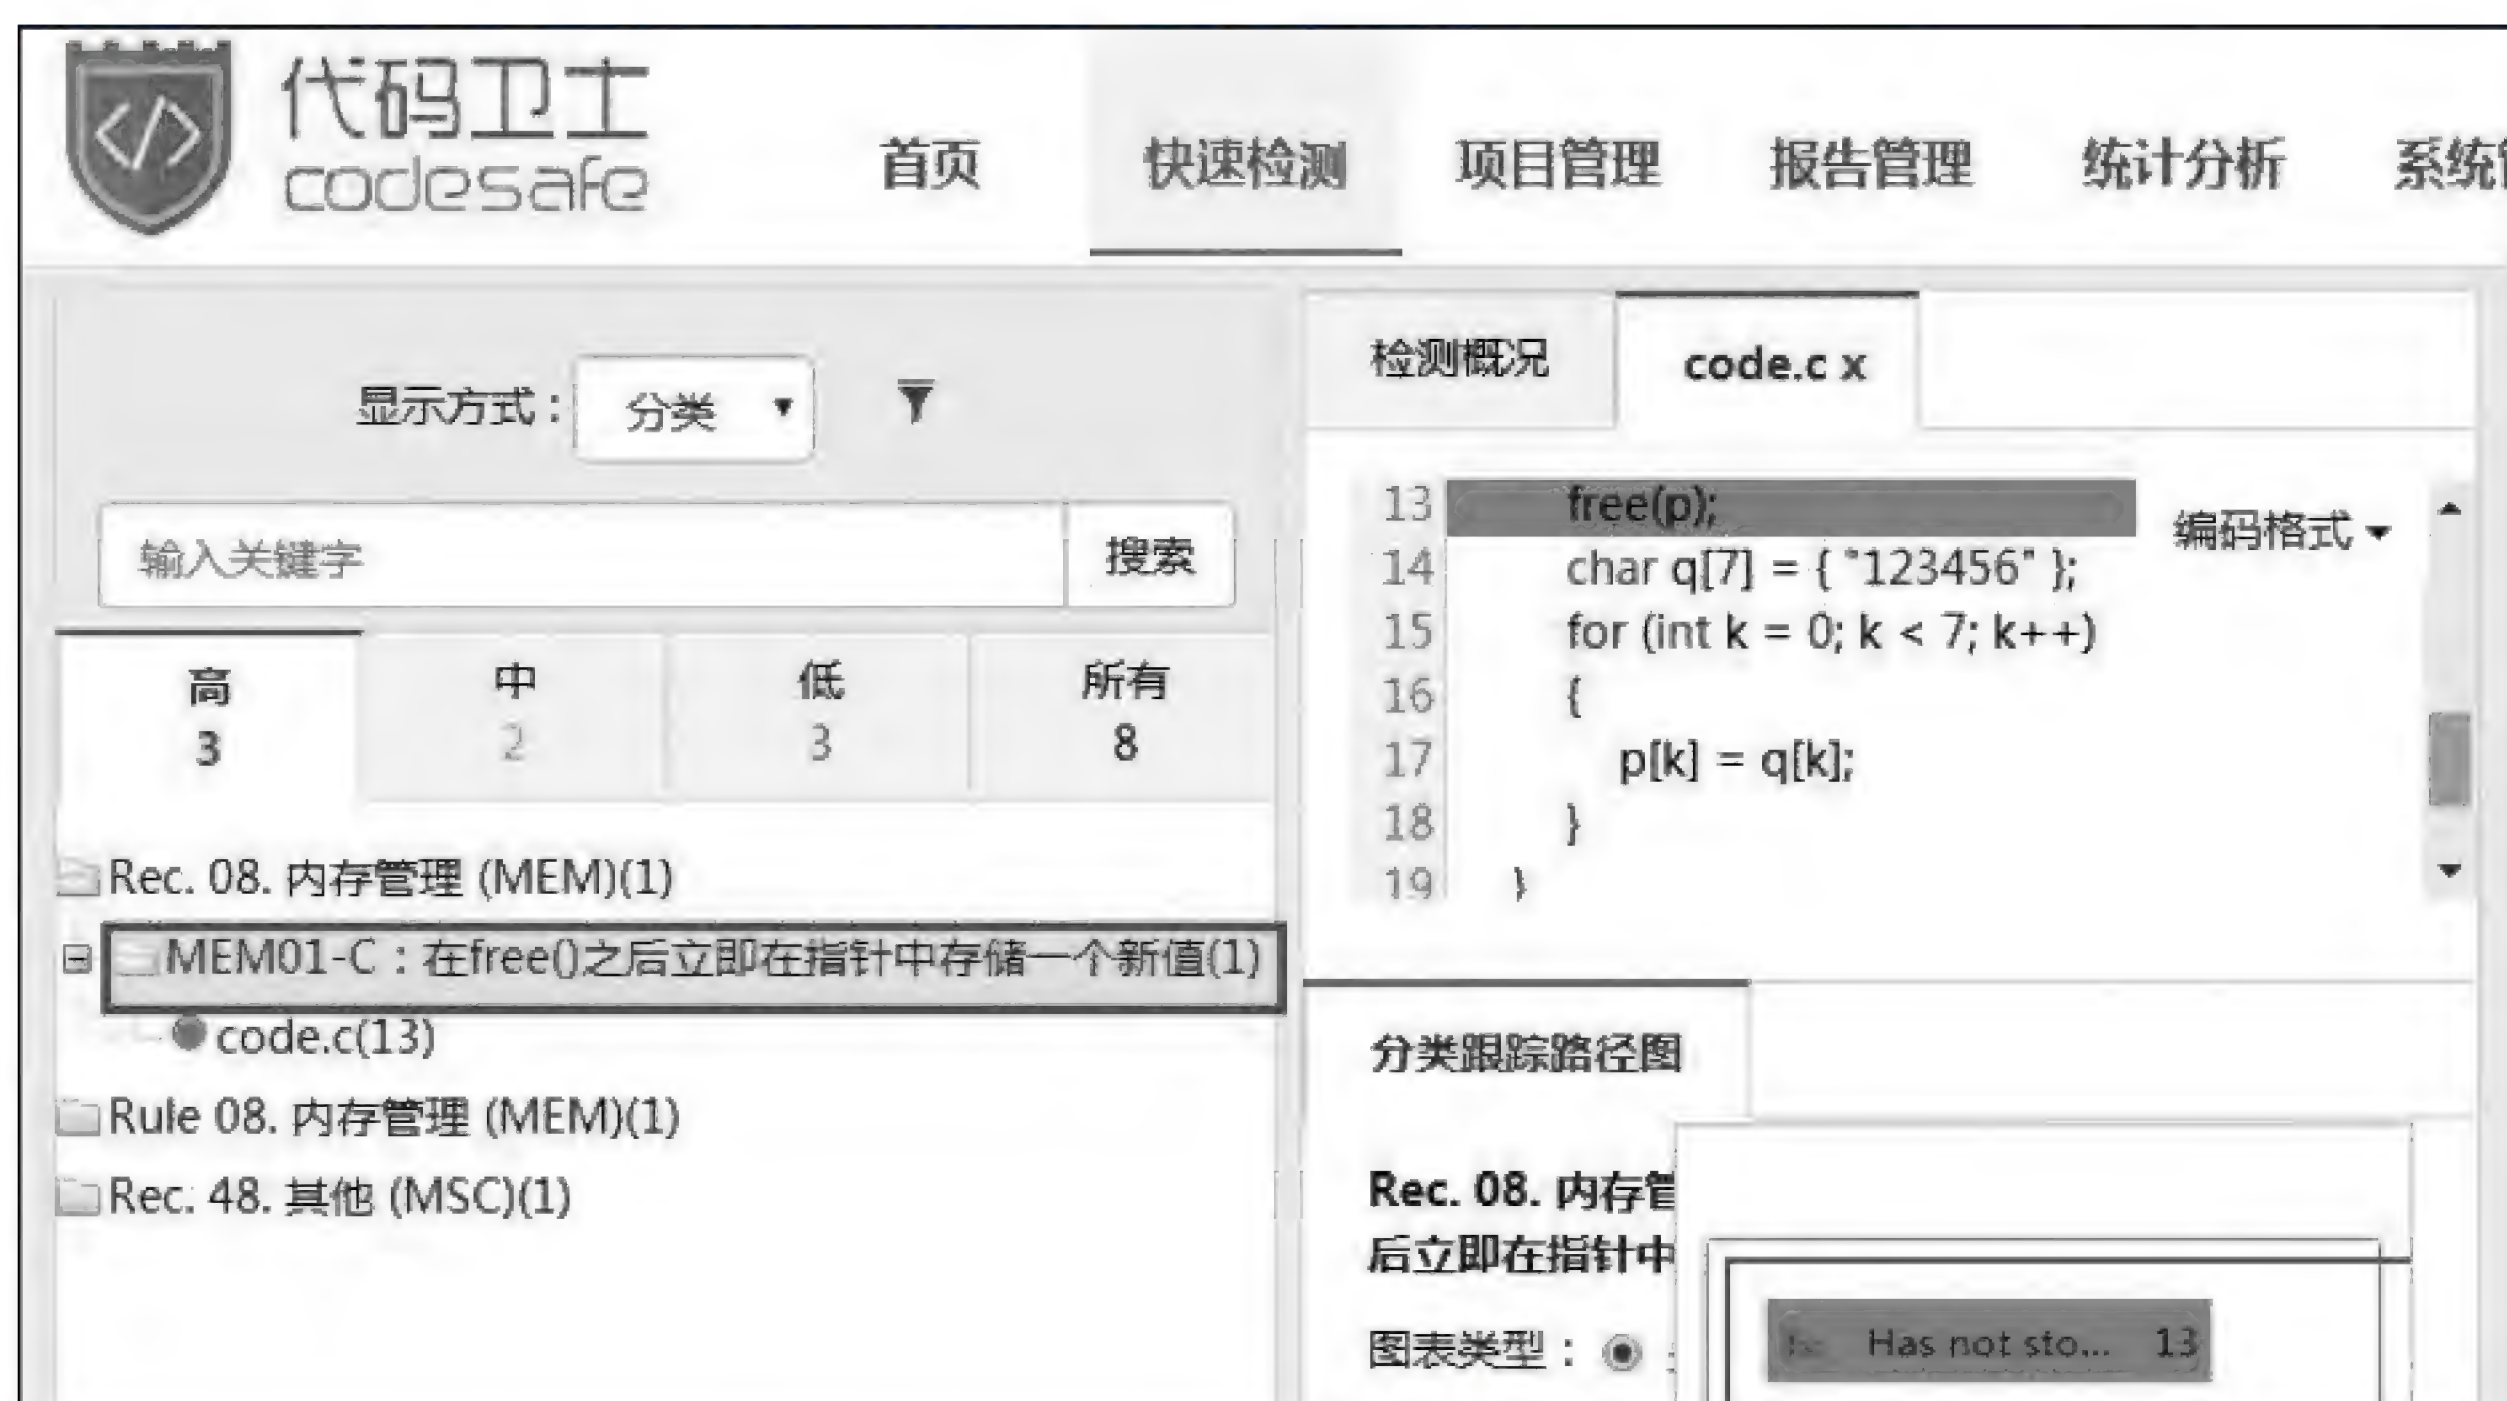 代码卫士
codesafe
首页 快速检测 项目管理 报告管理 统计分析 系统
显示方式： 分类
输入关键字 搜索
高 中 低 所有
3 2 3 8
Rec. 08. 内存管理 (MEM)(1)
MEM01-C：在free()之后立即在指针中存储一个新值(1)
code.c(13)
Rule 08. 内存管理 (MEM)(1)
Rec. 48. 其他 (MSC)(1)
检测概况 code.c x
编码格式
13 free(p);
14 char q[7] = { "123456" };
15 for (int k = 0; k < 7; k++)
16 {
17 p[k] = q[k];
18 }
19 }
分类跟踪路径图
Rec. 08. 内存管
后立即在指针中
图表类型：
Has not sto... 13